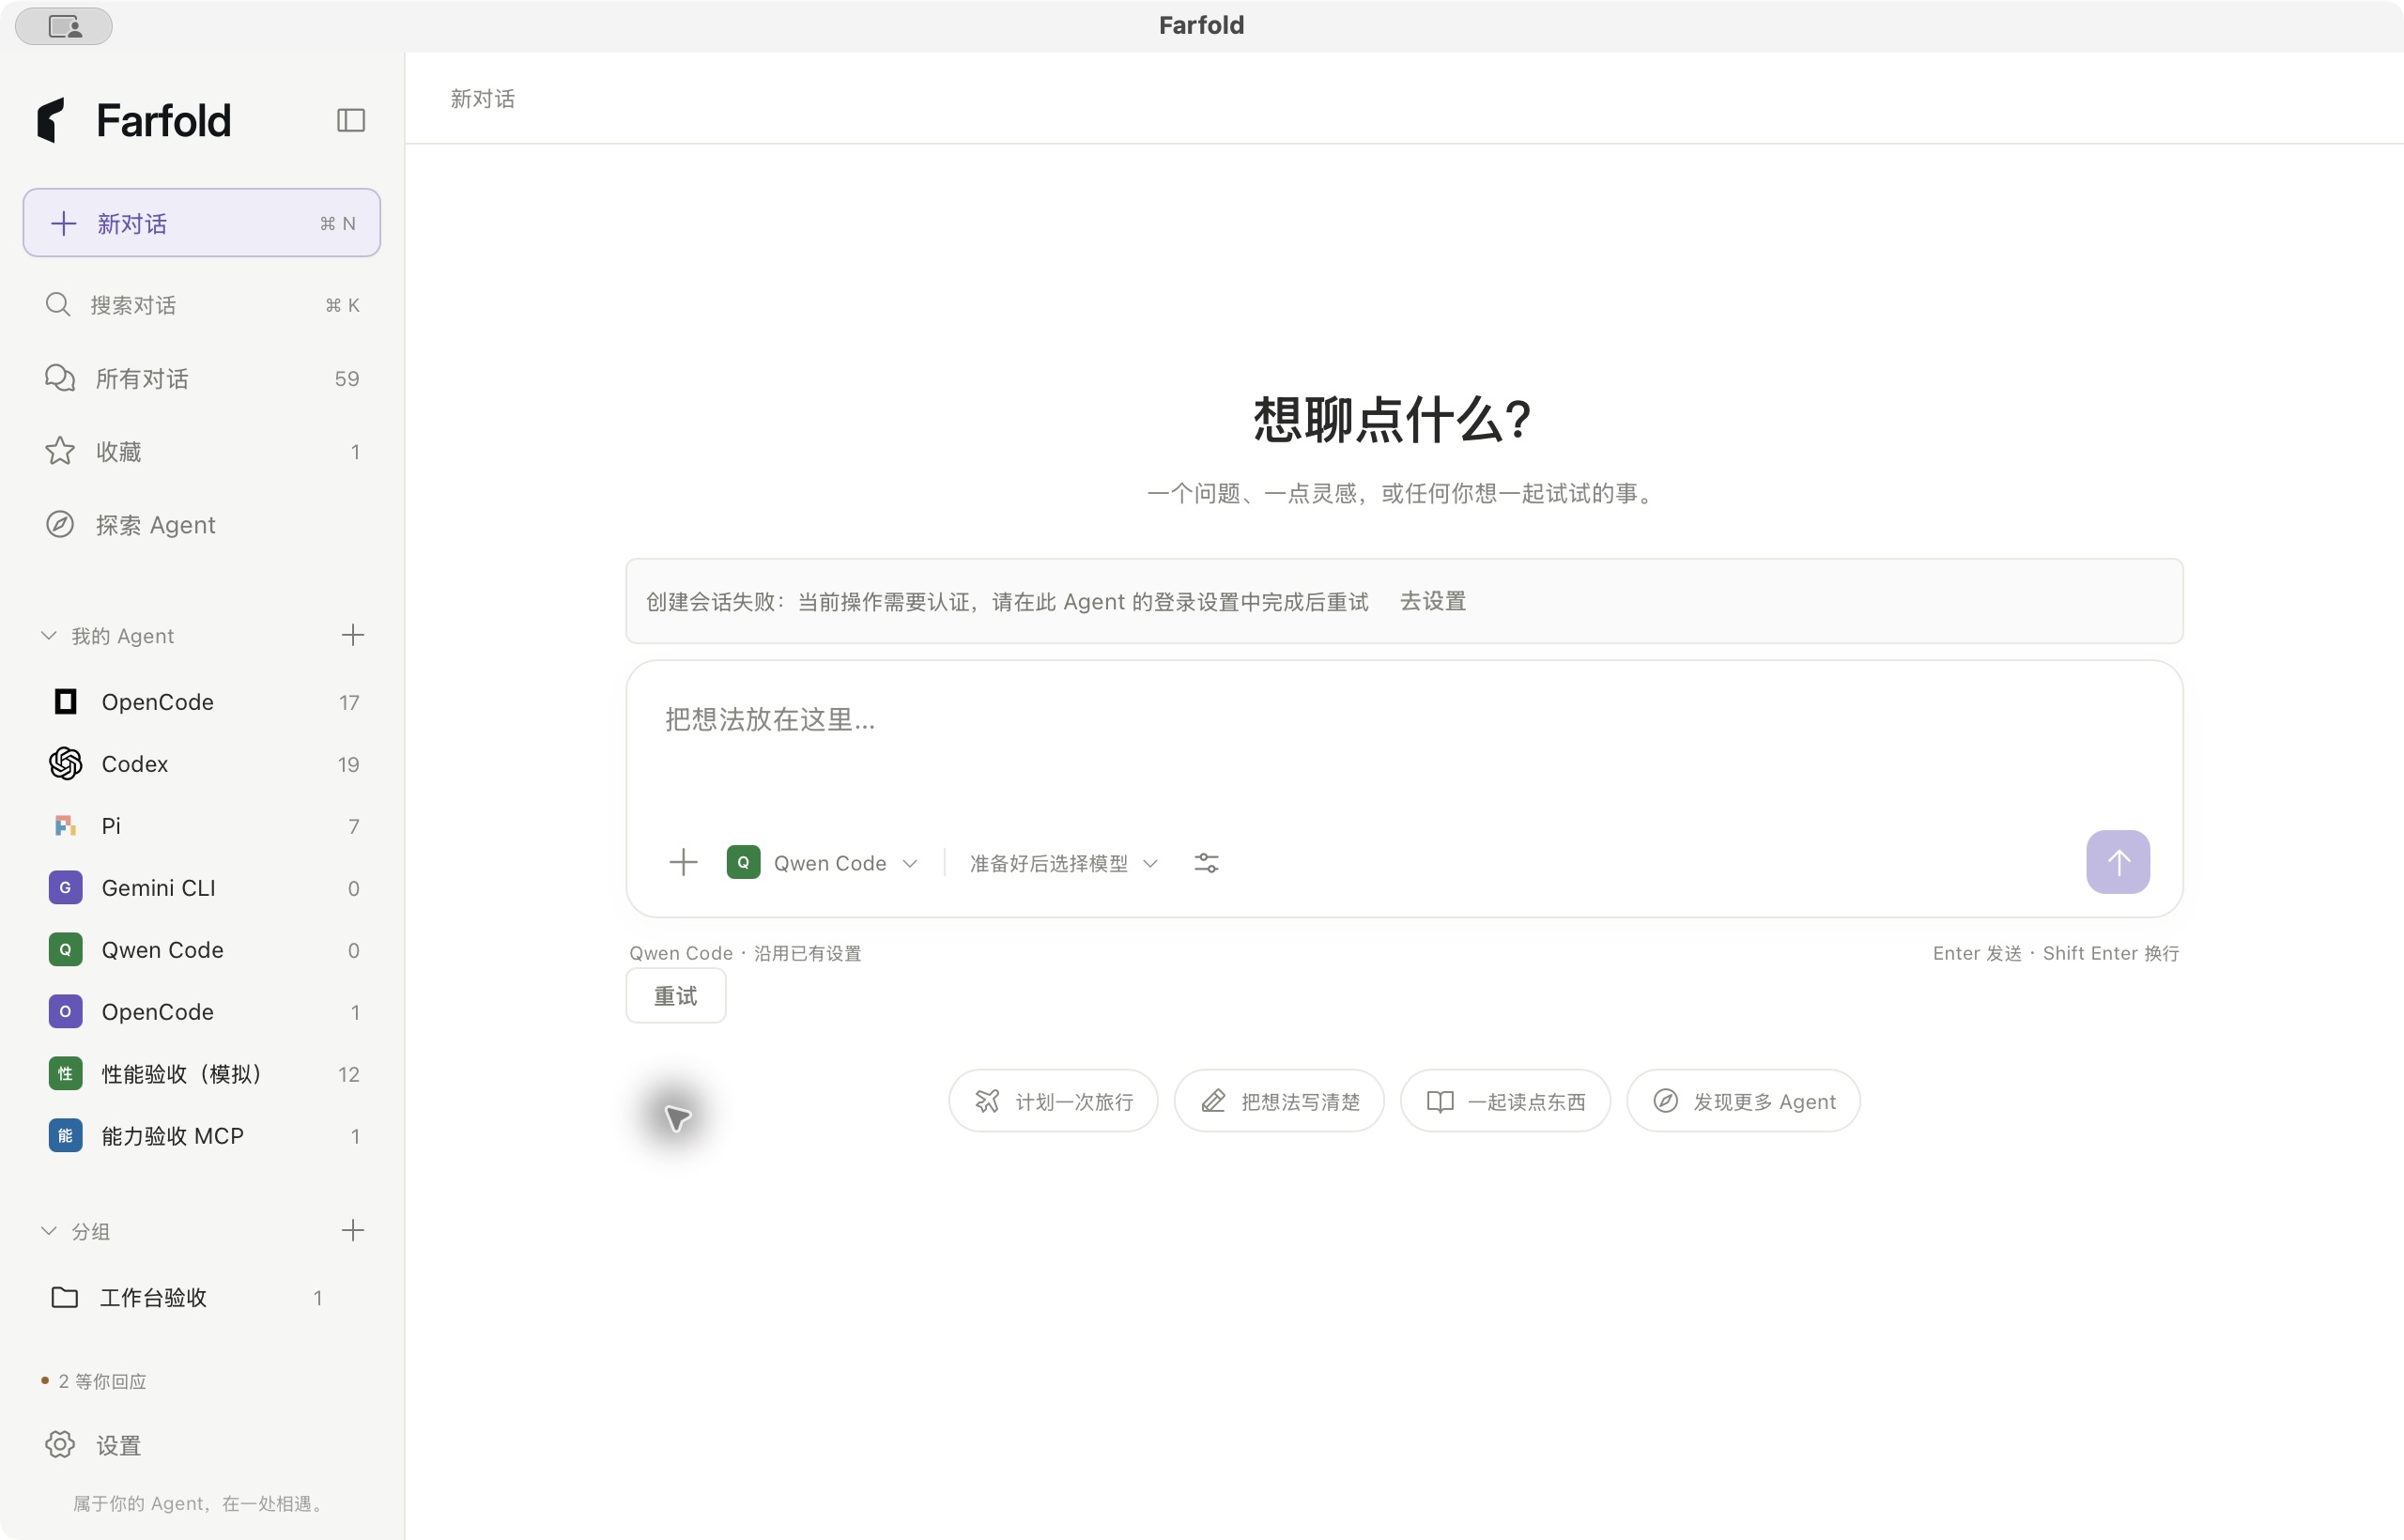 Farfold
Farfold
新对话 ⌘ N
搜索对话 ⌘ K
所有对话 59
收藏 1
探索 Agent
我的 Agent
OpenCode 17
Codex 19
Pi 7
G Gemini CLI 0
Q Qwen Code 0
O OpenCode 1
性 性能验收（模拟） 12
能 能力验收 MCP 1
分组
工作台验收 1
2 等你回应
设置
属于你的 Agent，在一处相遇。
新对话
想聊点什么?
一个问题、一点灵感，或任何你想一起试试的事。
创建会话失败：当前操作需要认证，请在此 Agent 的登录设置中完成后重试 去设置
把想法放在这里...
Q Qwen Code 准备好后选择模型
Qwen Code · 沿用已有设置 Enter 发送 · Shift Enter 换行
重试
计划一次旅行 把想法写清楚 一起读点东西 发现更多 Agent